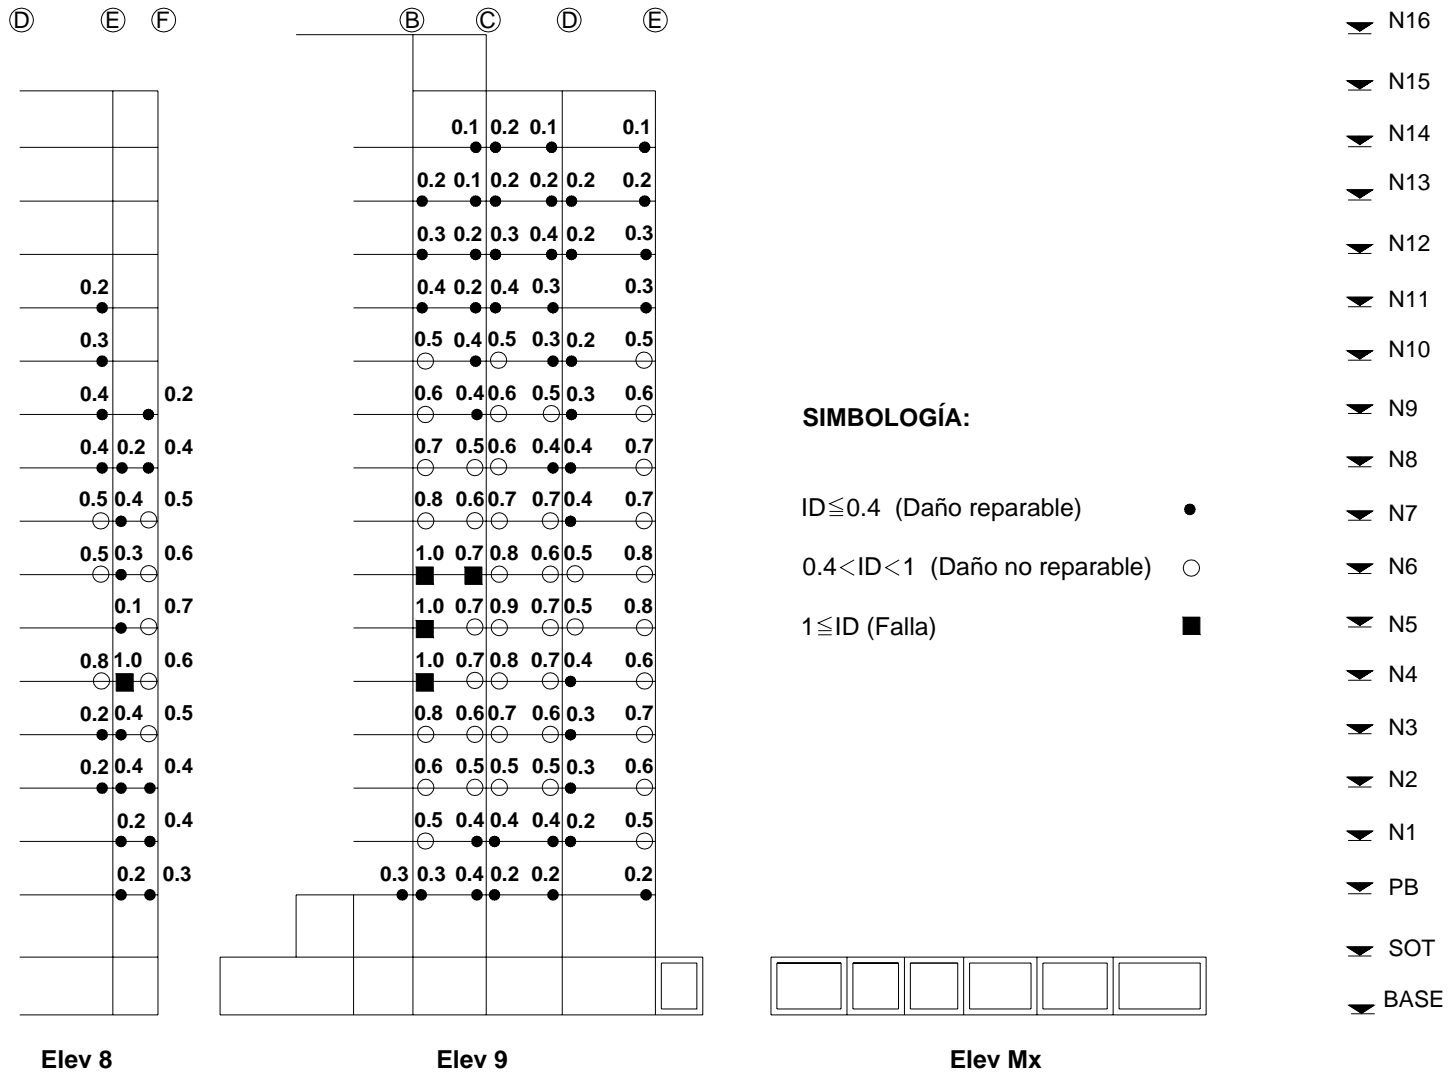 D E F B C D E N16
N15
0.1 0.2 0.1 0.1 N14
0.2 0.1 0.2 0.2 0.2 0.2 N13
0.3 0.2 0.3 0.4 0.2 0.3 N12
0.2 0.4 0.2 0.4 0.3 0.3 N11
0.3 0.5 0.4 0.5 0.3 0.2 0.5 N10
0.4 0.2 0.6 0.4 0.6 0.5 0.3 0.6 N9
SIMBOLOGÍA:
0.4 0.2 0.4 0.7 0.5 0.6 0.4 0.4 0.7 N8
0.5 0.4 0.5 0.8 0.6 0.7 0.7 0.4 0.7 N7
ID≦0.4 (Daño reparable)
0.5 0.3 0.6 1.0 0.7 0.8 0.6 0.5 0.8 N6
0.4<ID<1 (Daño no reparable)
0.1 0.7 1.0 0.7 0.9 0.7 0.5 0.8 N5
1≦ID (Falla)
0.8 1.0 0.6 1.0 0.7 0.8 0.7 0.4 0.6 N4
0.2 0.4 0.5 0.8 0.6 0.7 0.6 0.3 0.7 N3
0.2 0.4 0.4 0.6 0.5 0.5 0.5 0.3 0.6 N2
0.2 0.4 0.5 0.4 0.4 0.4 0.2 0.5 N1
0.2 0.3 0.3 0.3 0.4 0.2 0.2 0.2 PB
SOT
BASE
Elev 8 Elev 9 Elev Mx